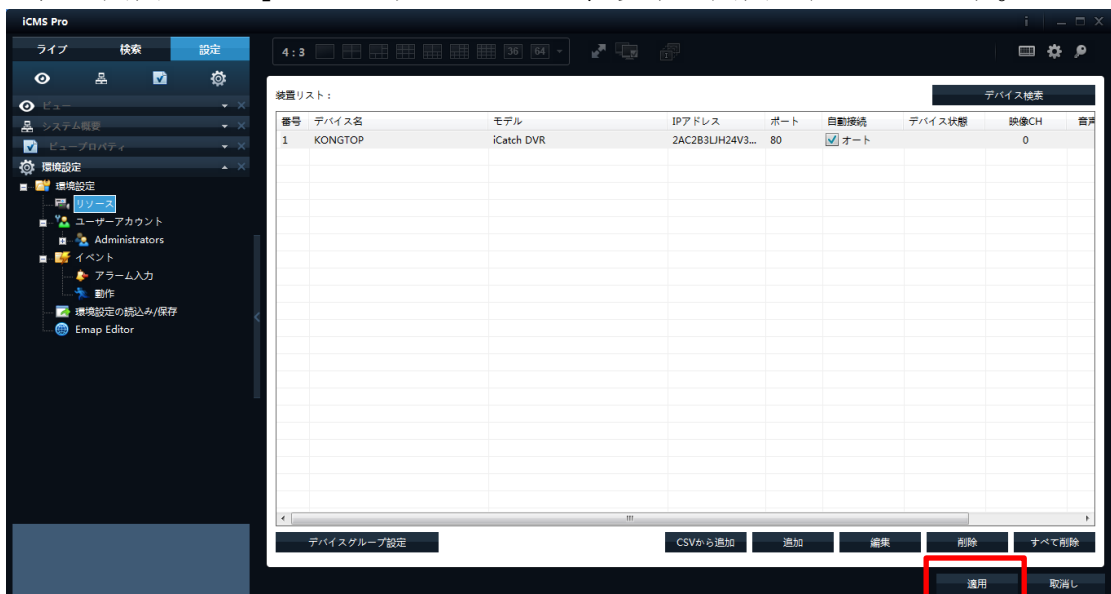 iCMS Pro
ライブ 検索 設定
4:3 36 64
ビュー
システム概要
ビュープロパティ
環境設定
環境設定
リソース
ユーザーアカウント
Administrators
イベント
アラーム入力
動作
環境設定の読込み/保存
Emap Editor
装置リスト:
デバイス検索
番号 デバイス名 モデル IPアドレス ポート 自動接続 デバイス状態 映像CH 音声
1 KONGTOP iCatch DVR 2AC2B3LJH24V3... 80 オート 0
デバイスグループ設定 CSVから追加 追加 編集 削除 すべて削除
適用 取消し